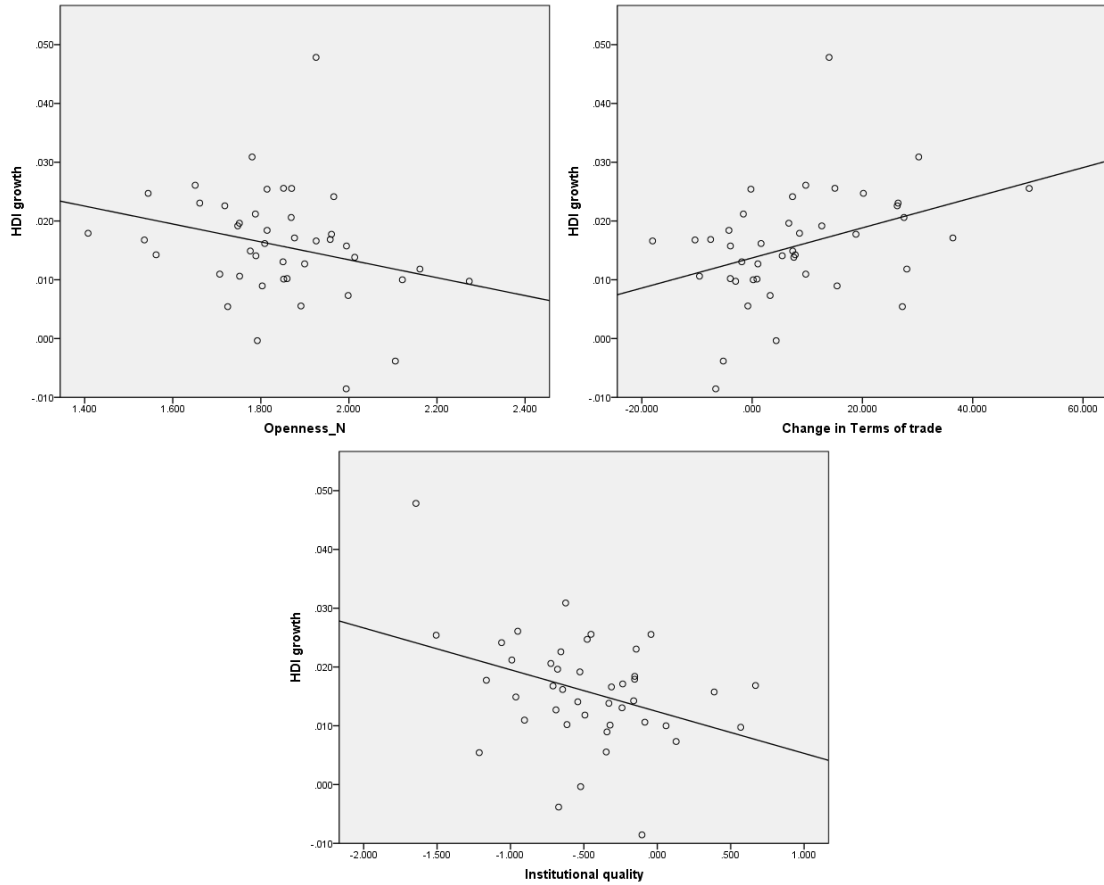 .050
.040
.030
.020
.010
.000
-.010
HDI growth
1.400 1.600 1.800 2.000 2.200 2.400
Openness_N
.050
.040
.030
.020
.010
.000
-.010
HDI growth
-20.000 .000 20.000 40.000 60.000
Change in Terms of trade
.050
.040
.030
.020
.010
.000
-.010
HDI growth
-2.000 -1.500 -1.000 -.500 .000 .500 1.000
Institutional quality